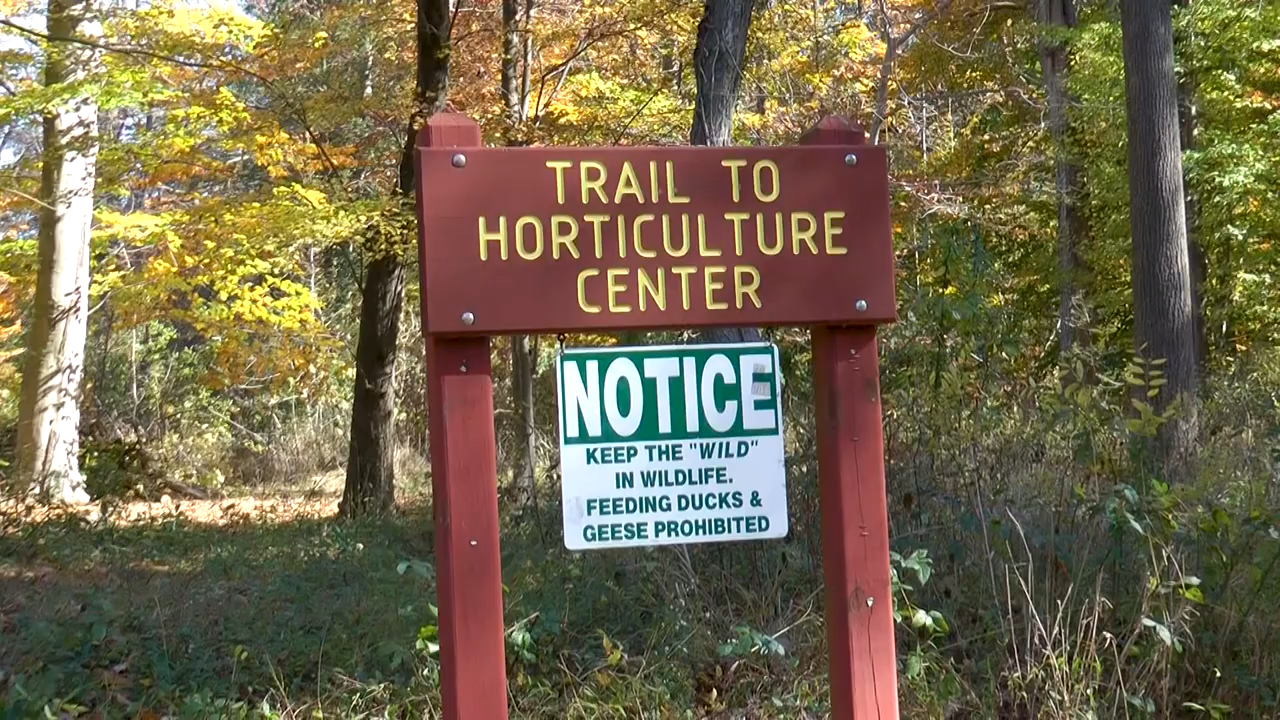 TRAIL TO
HORTICULTURE
CENTER
NOTICE
KEEP THE "WILD"
IN WILDLIFE.
FEEDING DUCKS &
GEESE PROHIBITED